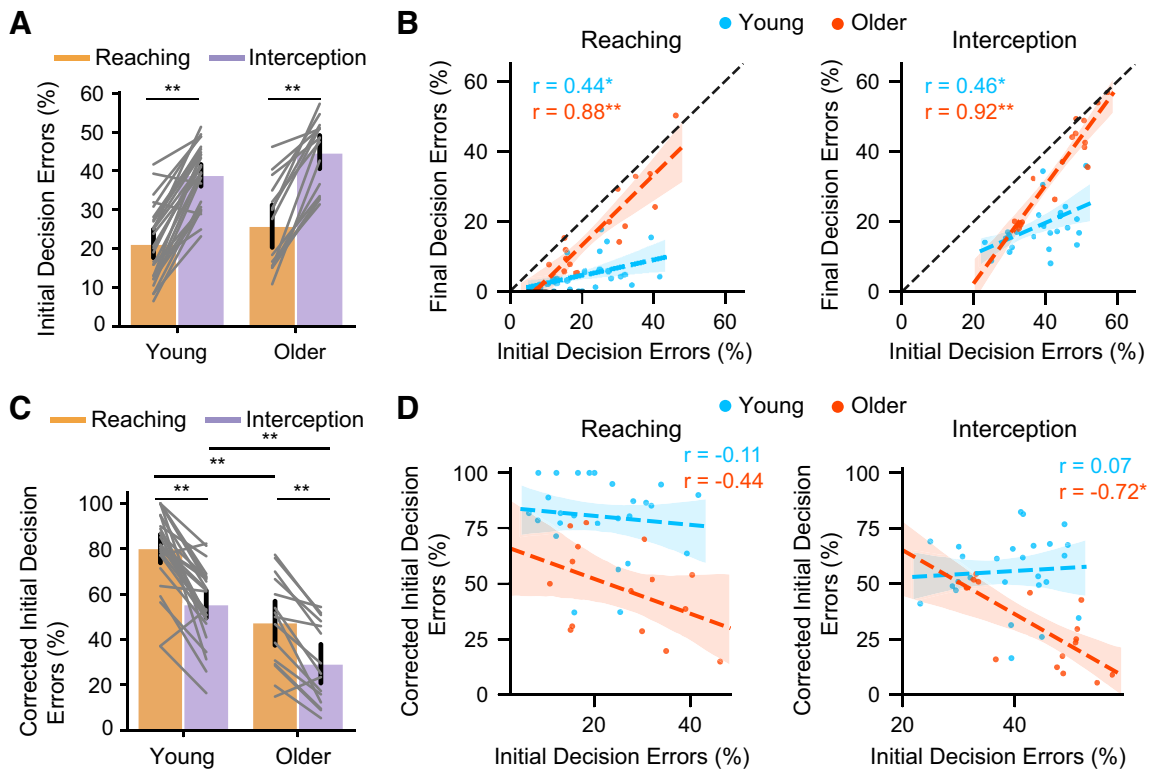 A
Reaching Interception
Initial Decision Errors (%)
60
50
40
30
20
10
0
** **
Young Older
B
Young Older
Reaching
Final Decision Errors (%)
60
40
20
0
r = 0.44*
r = 0.88**
0 20 40 60
Initial Decision Errors (%)
Interception
Final Decision Errors (%)
60
40
20
0
r = 0.46*
r = 0.92**
0 20 40 60
Initial Decision Errors (%)
C
Reaching Interception
**
**
** **
Corrected Initial Decision
Errors (%)
100
80
60
40
20
0
Young Older
D
Young Older
Reaching
r = -0.11
r = -0.44
Corrected Initial Decision
Errors (%)
100
75
50
25
0
20 40
Initial Decision Errors (%)
Interception
r = 0.07
r = -0.72*
Corrected Initial Decision
Errors (%)
100
75
50
25
0
20 40
Initial Decision Errors (%)